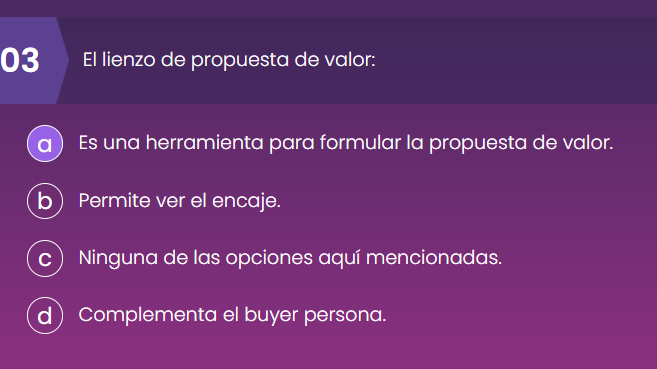 03
El lienzo de propuesta de valor:
a Es una herramienta para formular la propuesta de valor.
b Permite ver el encaje.
c Ninguna de las opciones aquí mencionadas.
d Complementa el buyer persona.